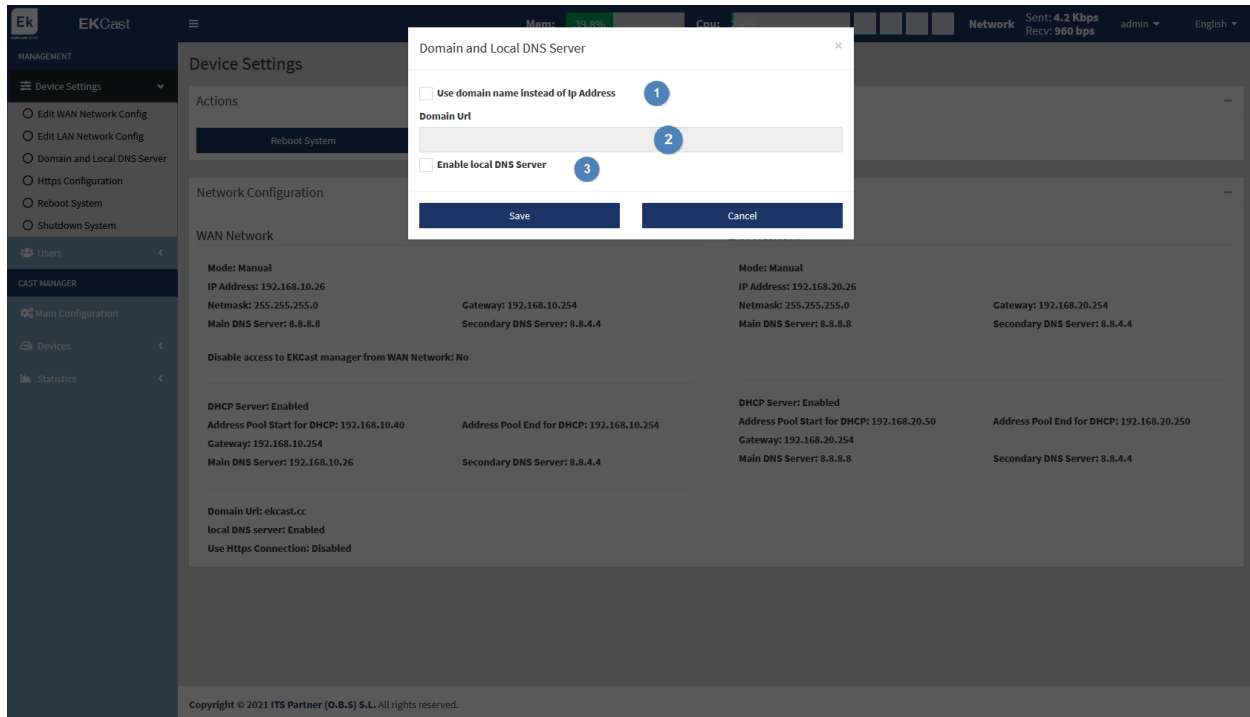 Ek
EKCast
Mem: 39.8%
Cpu: 2.2%
Network
Sent: 4.2 Kbps
Recv: 960 bps
admin
English
MANAGEMENT
Device Settings
Edit WAN Network Config
Edit LAN Network Config
Domain and Local DNS Server
Https Configuration
Reboot System
Shutdown System
Users
CAST MANAGER
Main Configuration
Devices
Statistics
Device Settings
Actions
Reboot System
Domain and Local DNS Server
×
Use domain name instead of Ip Address
1
Domain Url
2
Enable local DNS Server
3
Save
Cancel
Network Configuration
WAN Network
Mode: Manual
IP Address: 192.168.10.26
Netmask: 255.255.255.0
Gateway: 192.168.10.254
Main DNS Server: 8.8.8.8
Secondary DNS Server: 8.8.4.4
Disable access to EKCast manager from WAN Network: No
DHCP Server: Enabled
Address Pool Start for DHCP: 192.168.10.40
Address Pool End for DHCP: 192.168.10.254
Gateway: 192.168.10.254
Main DNS Server: 192.168.10.26
Secondary DNS Server: 8.8.4.4
Domain Url: ekcast.cc
local DNS server: Enabled
Use Https Connection: Disabled
Mode: Manual
IP Address: 192.168.20.26
Netmask: 255.255.255.0
Gateway: 192.168.20.254
Main DNS Server: 8.8.8.8
Secondary DNS Server: 8.8.4.4
DHCP Server: Enabled
Address Pool Start for DHCP: 192.168.20.50
Address Pool End for DHCP: 192.168.20.250
Gateway: 192.168.20.254
Main DNS Server: 8.8.8.8
Secondary DNS Server: 8.8.4.4
Copyright © 2021 ITS Partner (O.B.S) S.L. All rights reserved.